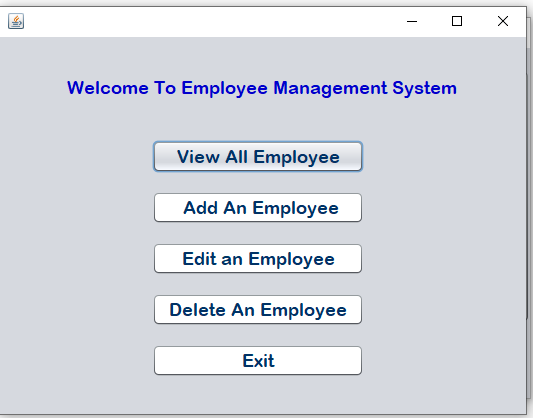 Welcome To Employee Management System
View All Employee
Add An Employee
Edit an Employee
Delete An Employee
Exit